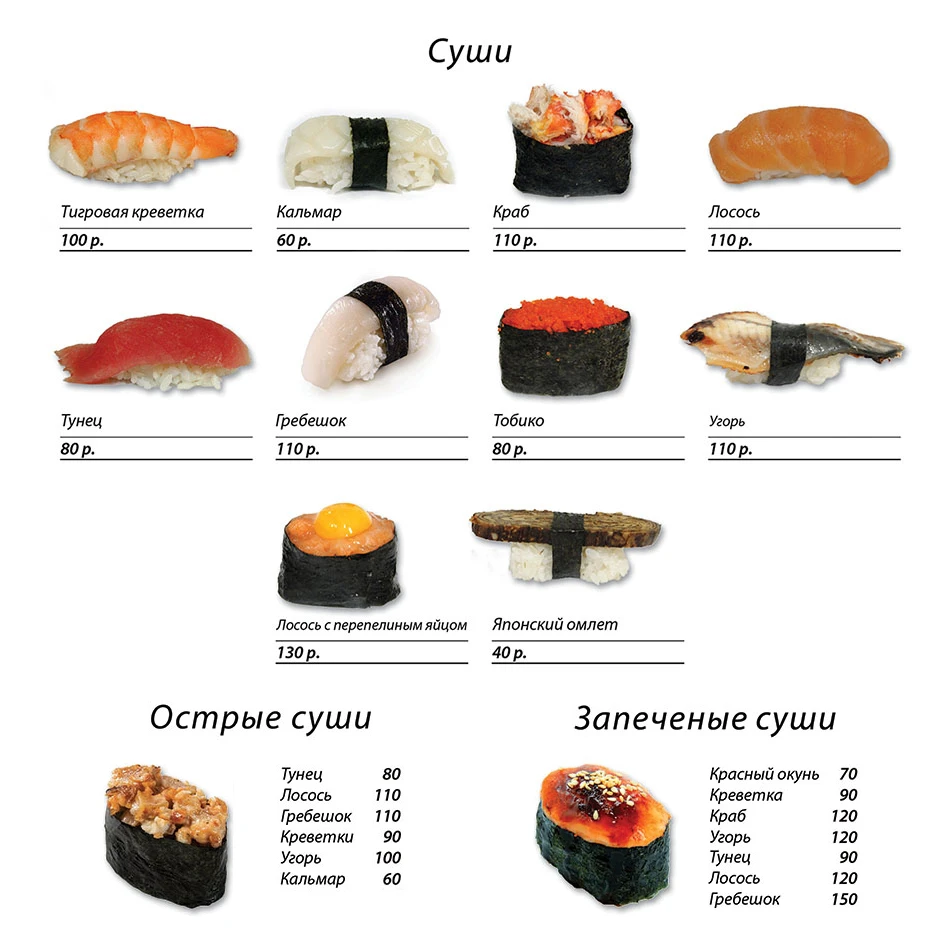 Суши
Тигровая креветка
100 р.
Кальмар
60 р.
Краб
110 р.
Лосось
110 р.
Тунец
80 р.
Гребешок
110 р.
Тобико
80 р.
Угорь
110 р.
Лосось с перепелиным яйцом
130 р.
Японский омлет
40 р.
Острые суши
Тунец 80
Лосось 110
Гребешок 110
Креветки 90
Угорь 100
Кальмар 60
Запеченые суши
Красный окунь 70
Креветка 90
Краб 120
Угорь 120
Тунец 90
Лосось 120
Гребешок 150